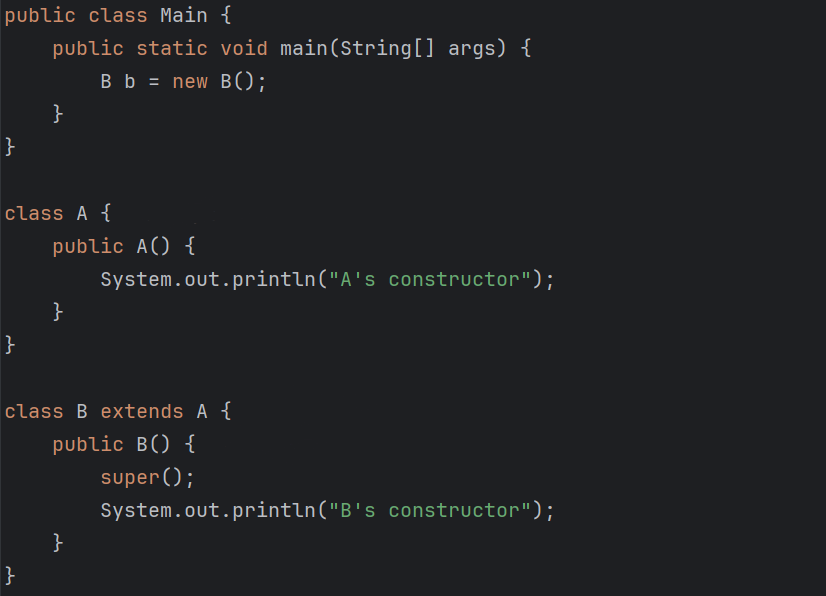 public class Main {
    public static void main(String[] args) {
        B b = new B();
    }
}

class A {
    public A() {
        System.out.println("A's constructor");
    }
}

class B extends A {
    public B() {
        super();
        System.out.println("B's constructor");
    }
}